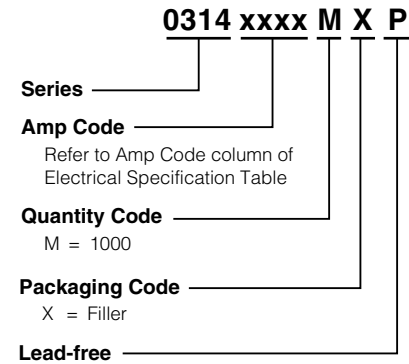 0314 xxxx M X P
Series
Amp Code
Refer to Amp Code column of
Electrical Specification Table
Quantity Code
M = 1000
Packaging Code
X = Filler
Lead-free